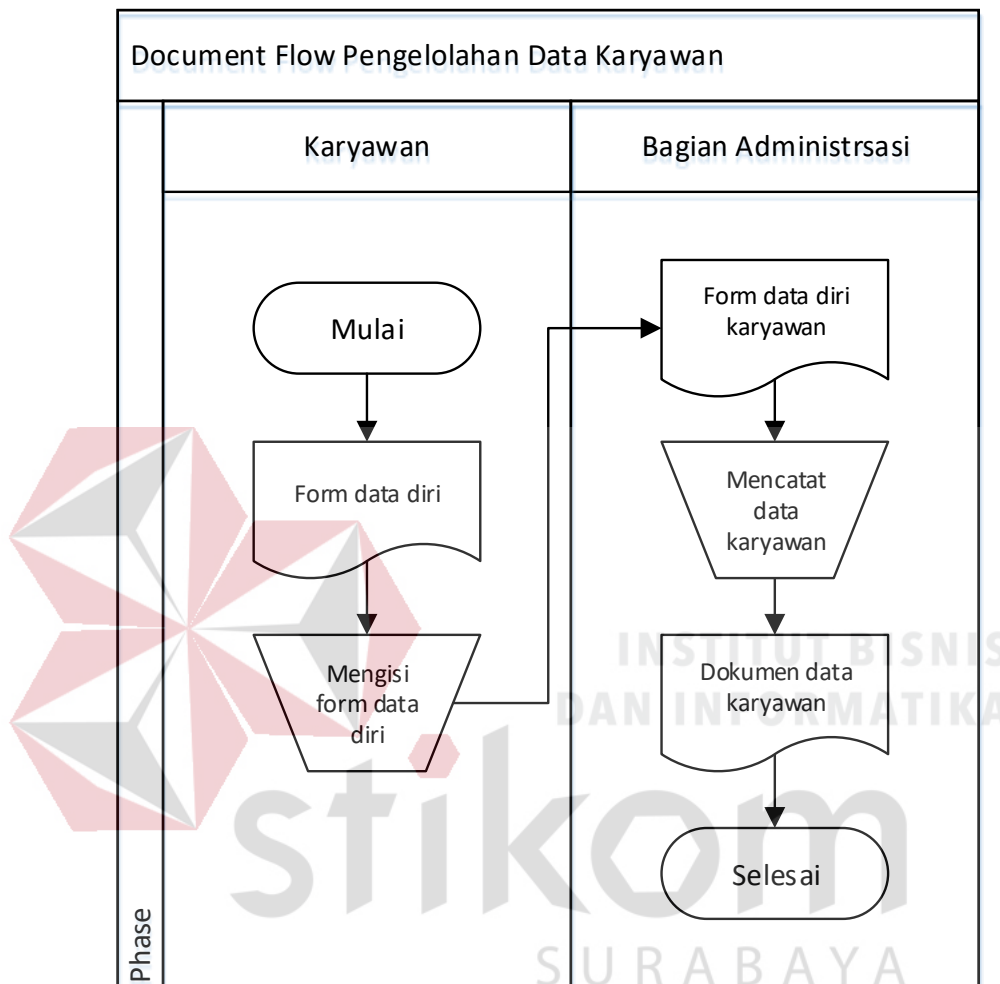 Document Flow Pengelolahan Data Karyawan
Karyawan
Bagian Administrsasi
Mulai
Form data diri
Mengisi
form data
diri
Form data diri
karyawan
Mencatat
data
karyawan
Dokumen data
karyawan
Selesai
Phase
INSTITUT BISNIS
DAN INFORMATIKA
stikom
SURABAYA